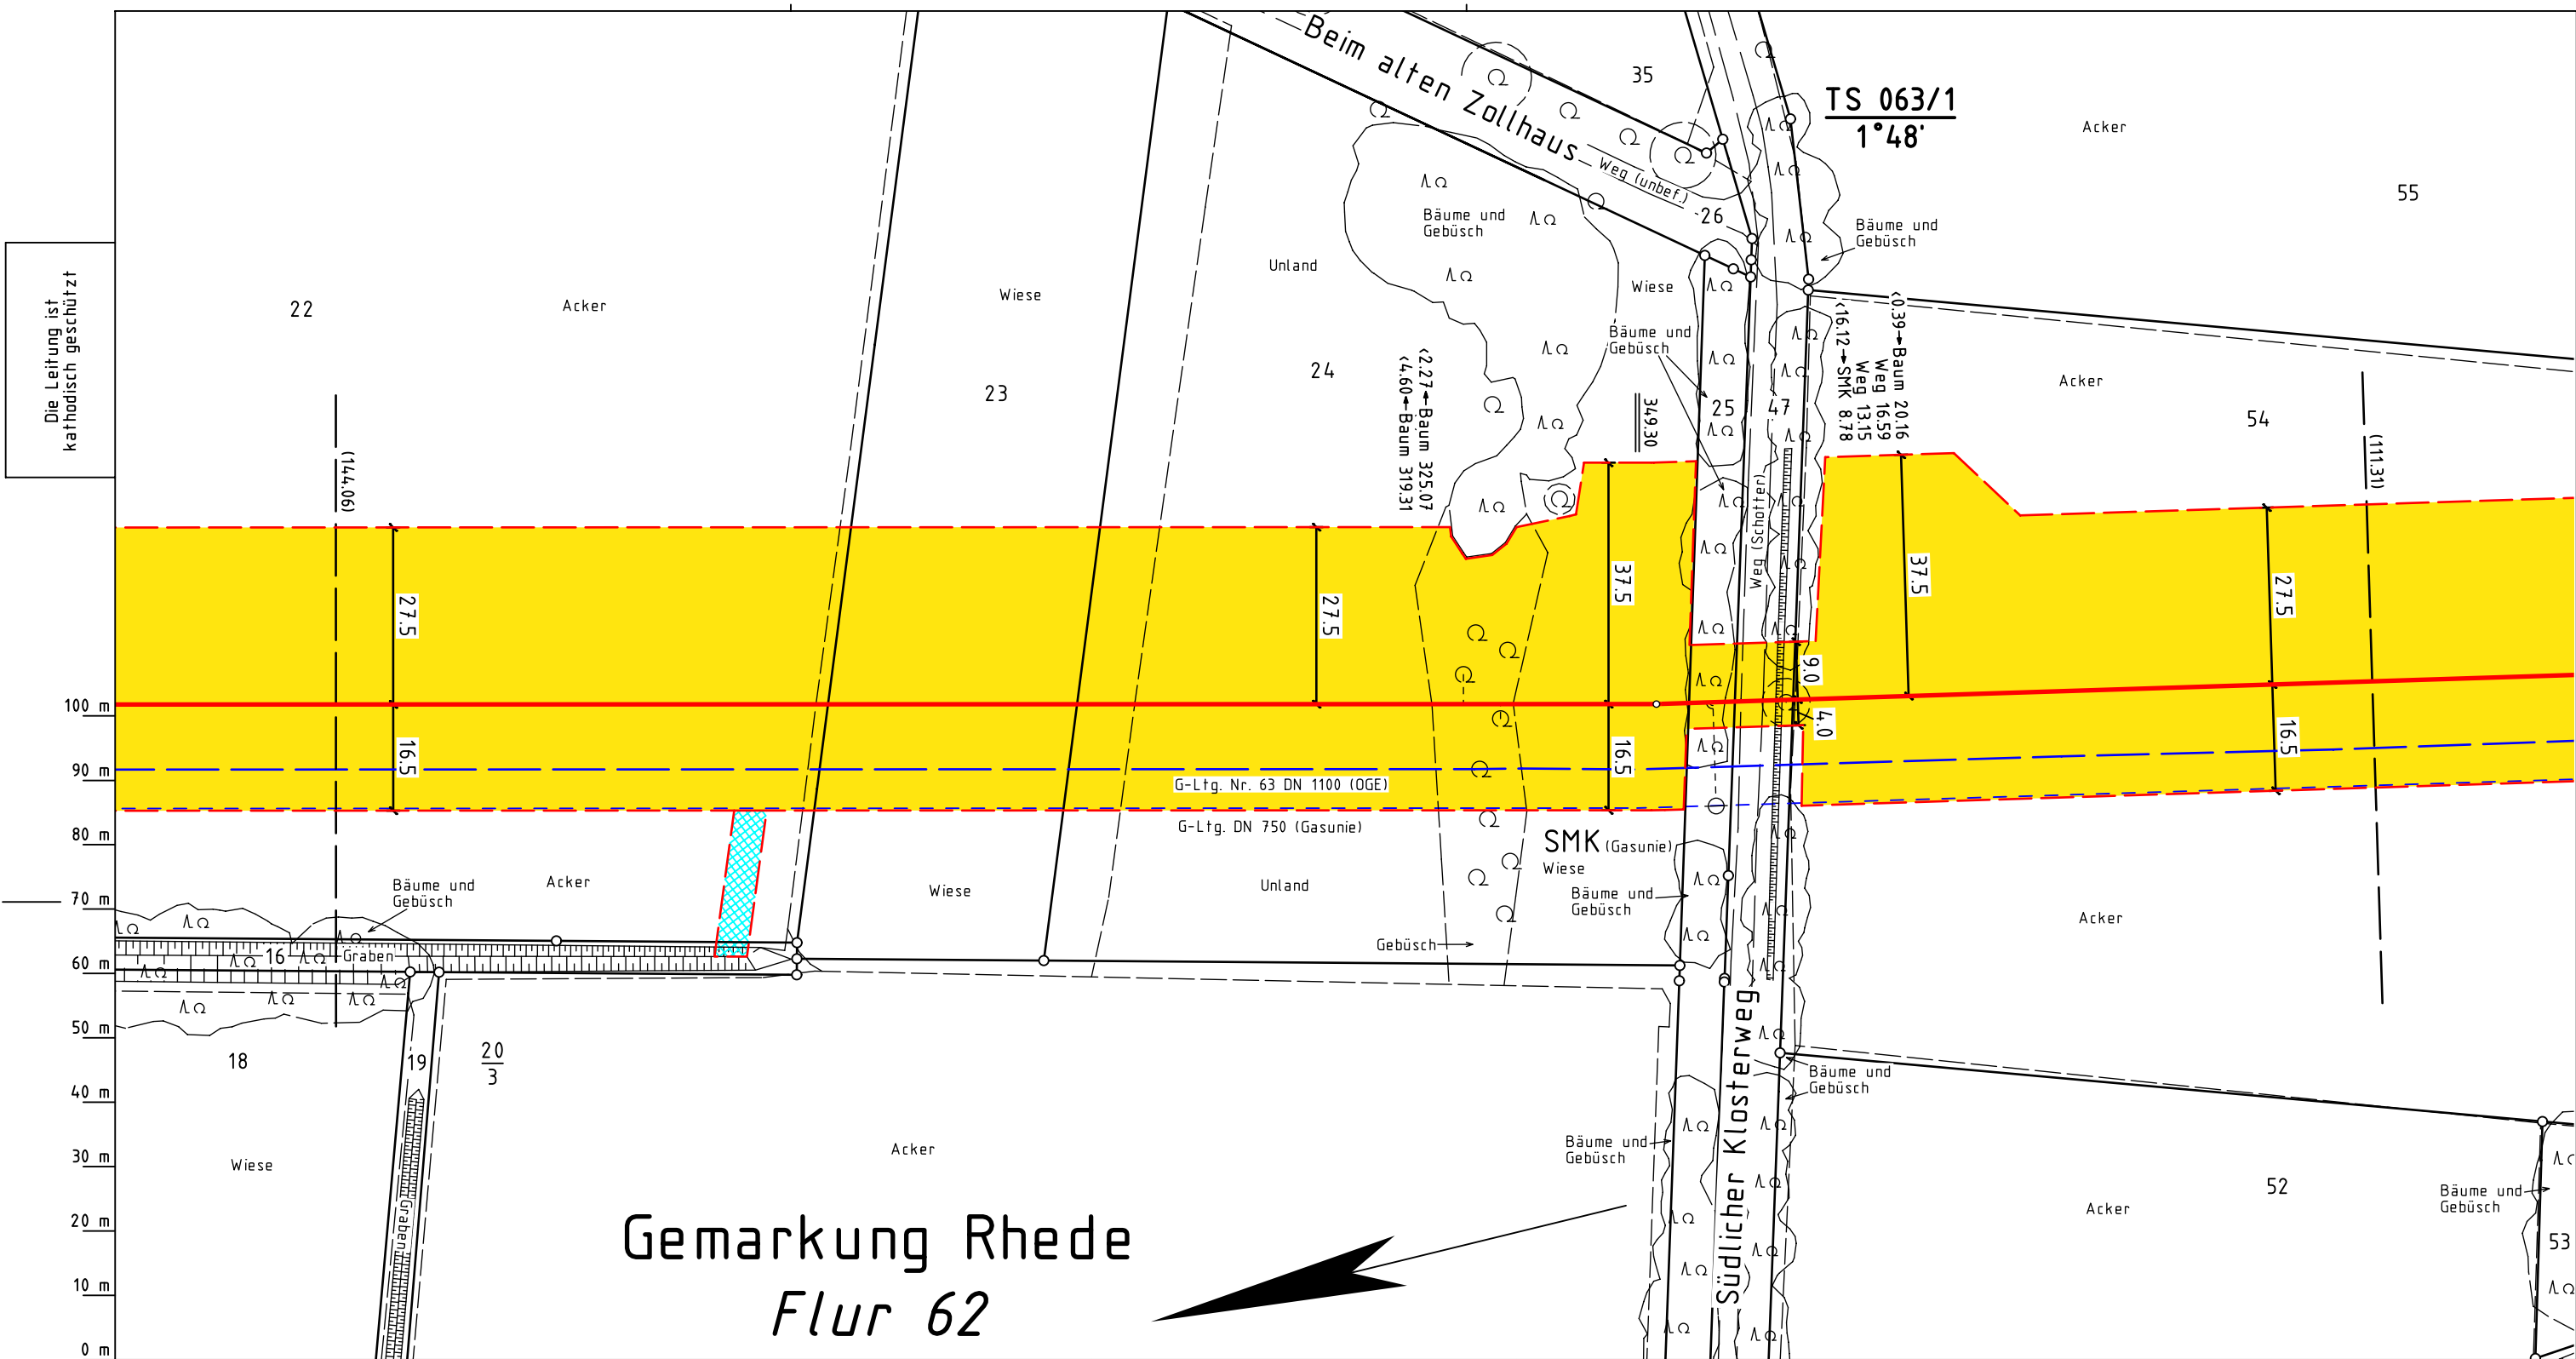 Beim alten Zollhaus
Weg (unbef.)
35
26
TS 063/1
1°48'
Acker
55
Bäume und
Gebüsch
Die Leitung ist
kathodisch geschützt
22
Acker
Wiese
23
Unland
24
Bäume und
Gebüsch
Wiese
Bäume und
Gebüsch
25
47
Weg (Schotter)
<2.27 Baum 325.07
<4.60 Baum 319.31
349.30
<0.39 Baum 20.16
Weg 16.59
Weg 13.15
<16.12 SMK 8.78
Acker
54
(144.06)
(111.31)
27.5
27.5
37.5
37.5
27.5
9.0
4.0
16.5
16.5
16.5
G-Ltg. Nr. 63 DN 1100 (OGE)
G-Ltg. DN 750 (Gasunie)
SMK (Gasunie)
Wiese
Bäume und
Gebüsch
100 m
90 m
80 m
70 m
60 m
50 m
40 m
30 m
20 m
10 m
0 m
Bäume und
Gebüsch
Acker
Wiese
Unland
Gebüsch
Acker
16
Graben
18
19
20
3
Wiese
Graben
Acker
Südlicher Klosterweg
Bäume und
Gebüsch
Bäume und
Gebüsch
Acker
52
Bäume und
Gebüsch
53
Gemarkung Rhede
Flur 62